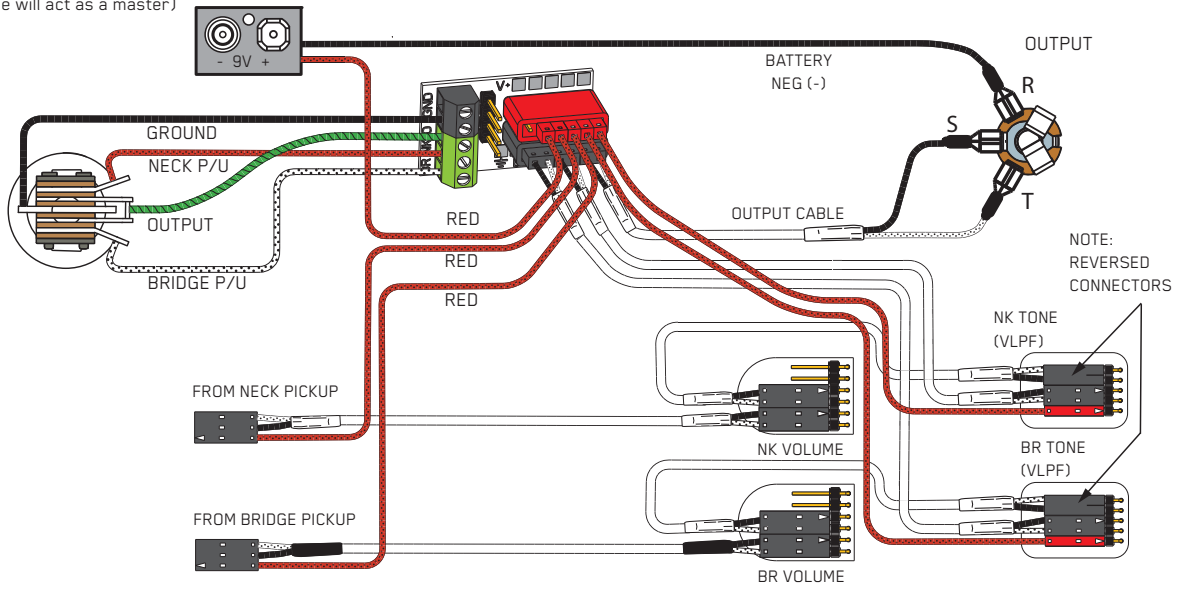 e will act as a master)
- 9V +
V+
GND
BATTERY
NEG (-)
OUTPUT
R
S
T
GROUND
NECK P/U
OUTPUT
BRIDGE P/U
RED
RED
RED
OUTPUT CABLE
NOTE:
REVERSED
CONNECTORS
NK TONE
(VLPF)
FROM NECK PICKUP
NK VOLUME
BR TONE
(VLPF)
FROM BRIDGE PICKUP
BR VOLUME